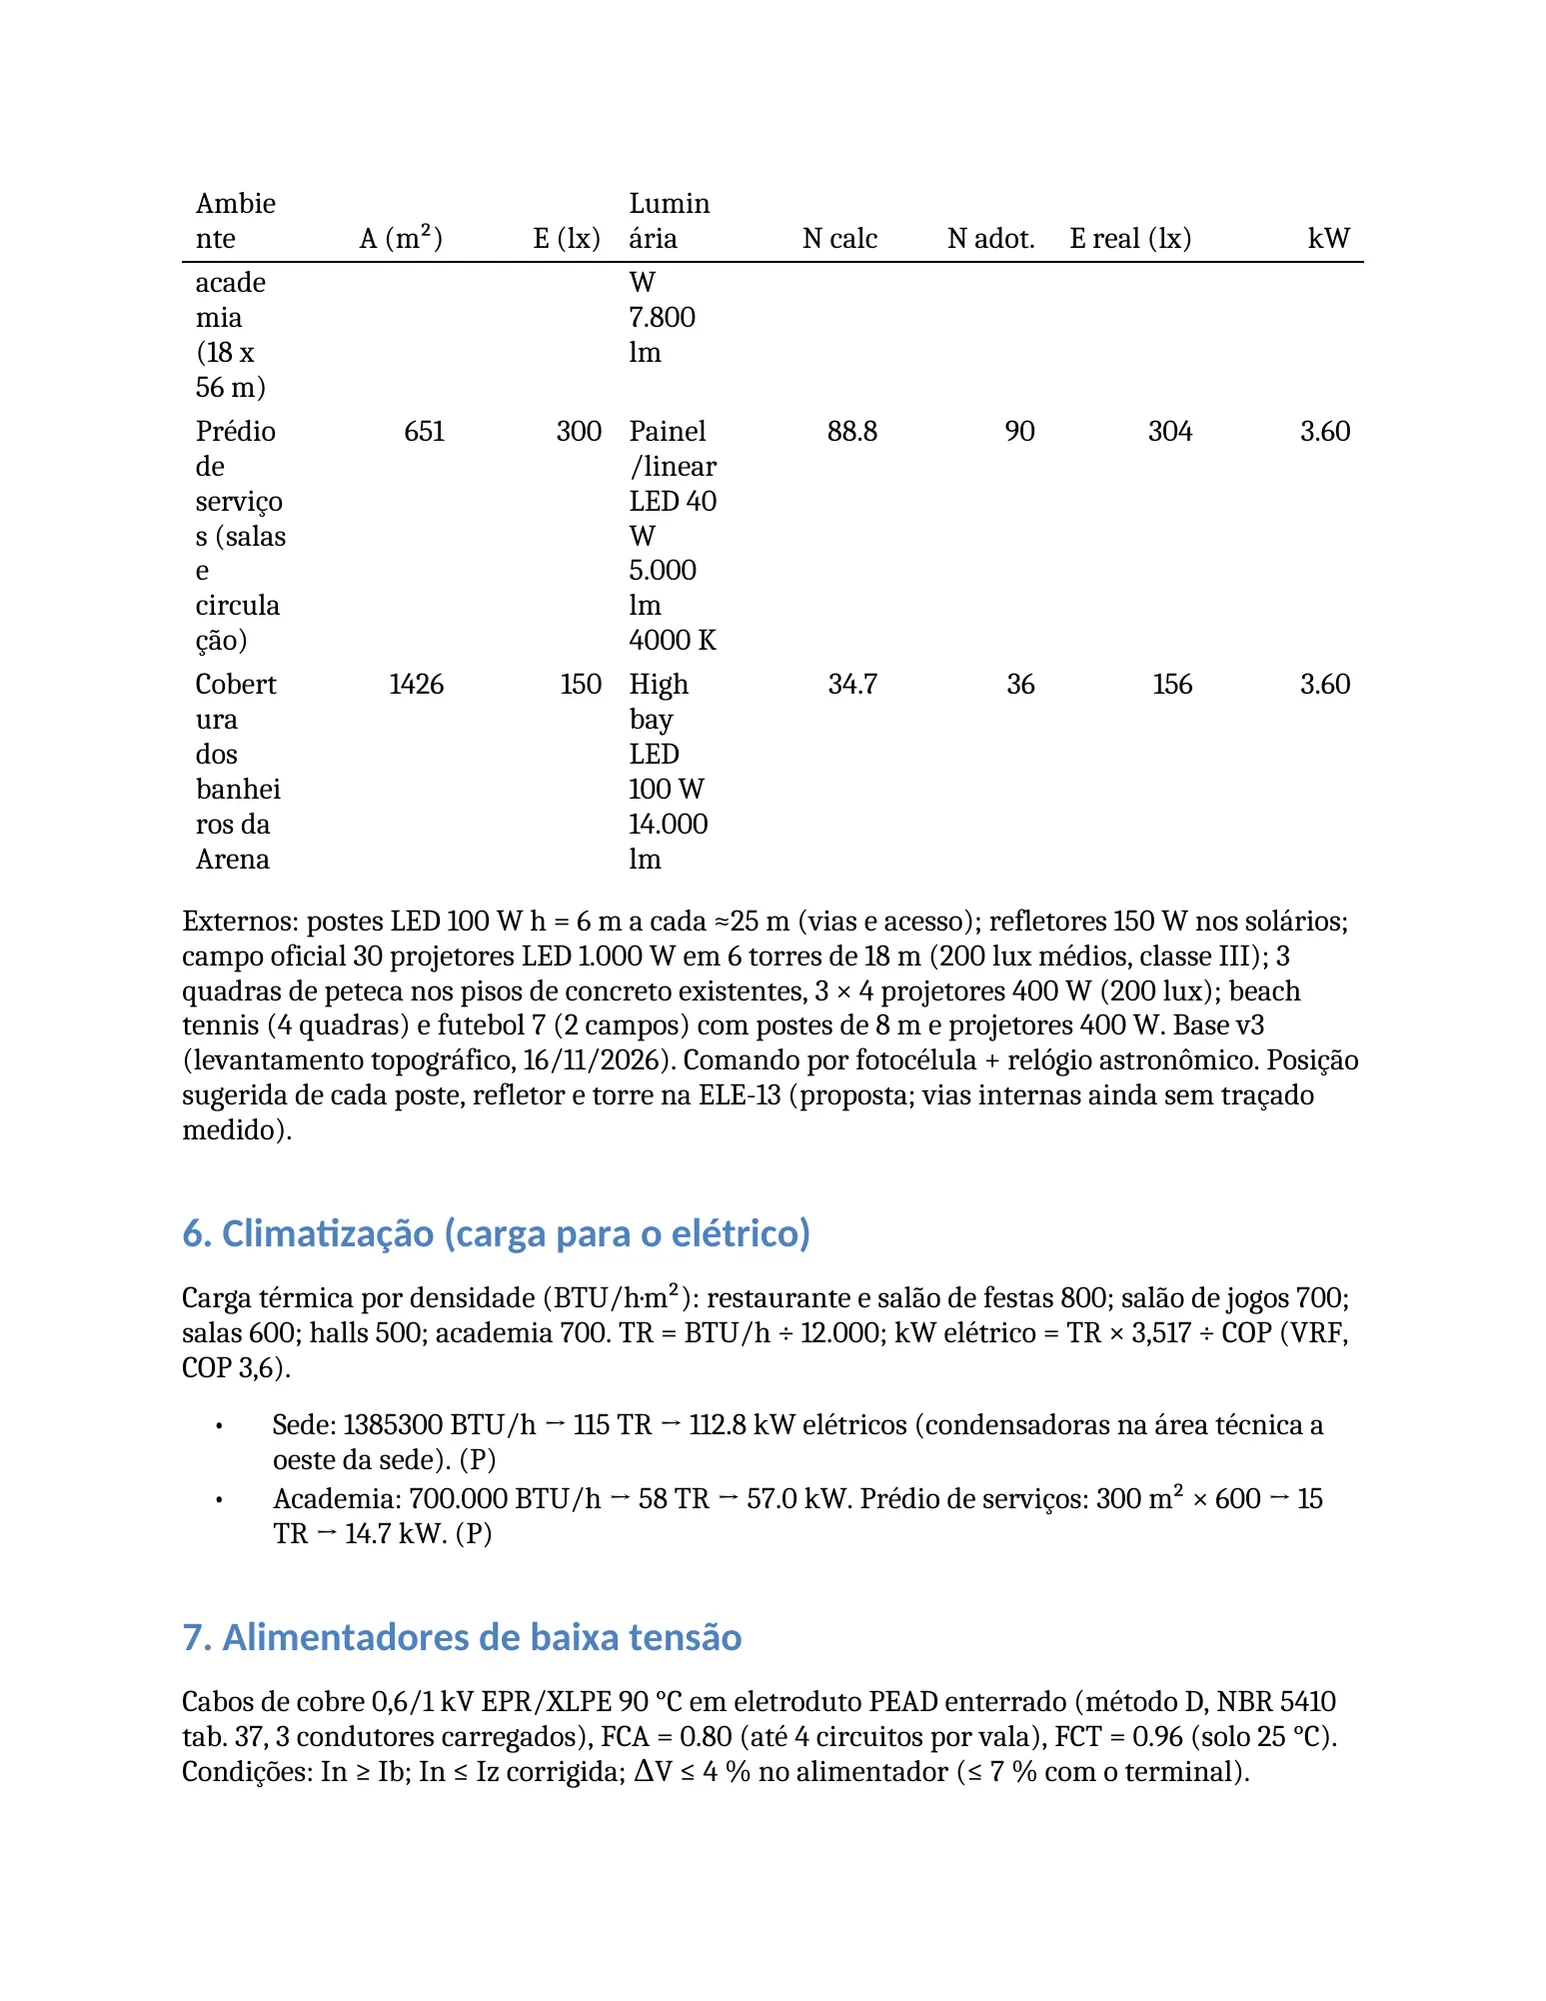 Ambie
nte A (m²) E (lx) Lumin
ária N calc N adot. E real (lx) kW
acade
mia
(18 x
56 m)
W
7.800
lm
Prédio
de
serviço
s (salas
e
circula
ção)
651 300
Painel
/linear
LED 40
W
5.000
lm
4000 K
88.8 90 304 3.60
Cobert
ura
dos
banhei
ros da
Arena
1426 150
High
bay
LED
100 W
14.000
lm
34.7 36 156 3.60
Externos: postes LED 100 W h = 6 m a cada ≈25 m (vias e acesso); refletores 150 W nos solários;
campo oficial 30 projetores LED 1.000 W em 6 torres de 18 m (200 lux médios, classe III); 3
quadras de peteca nos pisos de concreto existentes, 3 × 4 projetores 400 W (200 lux); beach
tennis (4 quadras) e futebol 7 (2 campos) com postes de 8 m e projetores 400 W. Base v3
(levantamento topográfico, 16/11/2026). Comando por fotocélula + relógio astronômico. Posição
sugerida de cada poste, refletor e torre na ELE-13 (proposta; vias internas ainda sem traçado
medido).
6. Climatização (carga para o elétrico)
Carga térmica por densidade (BTU/h·m²): restaurante e salão de festas 800; salão de jogos 700;
salas 600; halls 500; academia 700. TR = BTU/h ÷ 12.000; kW elétrico = TR × 3,517 ÷ COP (VRF,
COP 3,6).
• Sede: 1385300 BTU/h → 115 TR → 112.8 kW elétricos (condensadoras na área técnica a
oeste da sede). (P)
• Academia: 700.000 BTU/h → 58 TR → 57.0 kW. Prédio de serviços: 300 m² × 600 → 15
TR → 14.7 kW. (P)
7. Alimentadores de baixa tensão
Cabos de cobre 0,6/1 kV EPR/XLPE 90 °C em eletroduto PEAD enterrado (método D, NBR 5410
tab. 37, 3 condutores carregados), FCA = 0.80 (até 4 circuitos por vala), FCT = 0.96 (solo 25 °C).
Condições: In ≥ Ib; In ≤ Iz corrigida; ΔV ≤ 4 % no alimentador (≤ 7 % com o terminal).